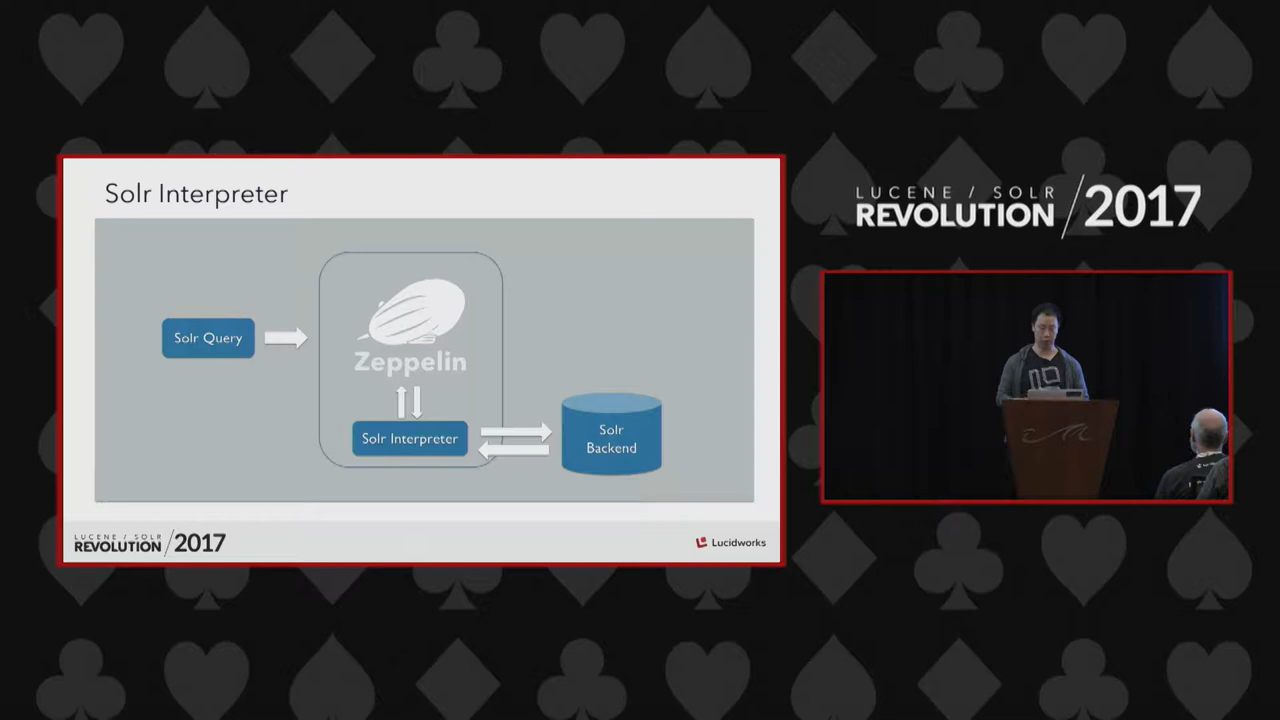 Solr Interpreter
Solr Query
Zeppelin
Solr Interpreter
Solr
Backend
LUCENE / SOLR
REVOLUTION / 2017
Lucidworks
LUCENE / SOLR
REVOLUTION / 2017